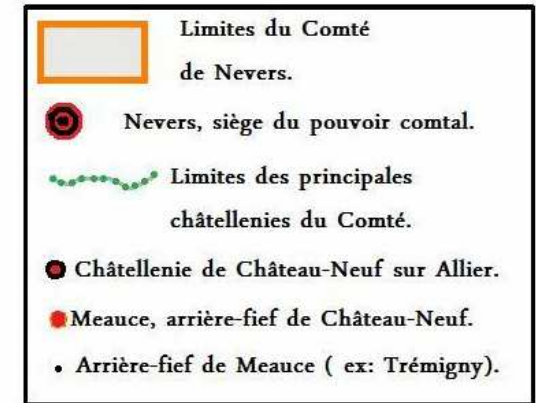 Limites du Comté
de Nevers.
Nevers, siège du pouvoir comtal.
Limites des principales
châtellenies du Comté.
Châtellenie de Château-Neuf sur Allier.
Meauce, arrière-fief de Château-Neuf.
Arrière-fief de Meauce ( ex: Trémigny).